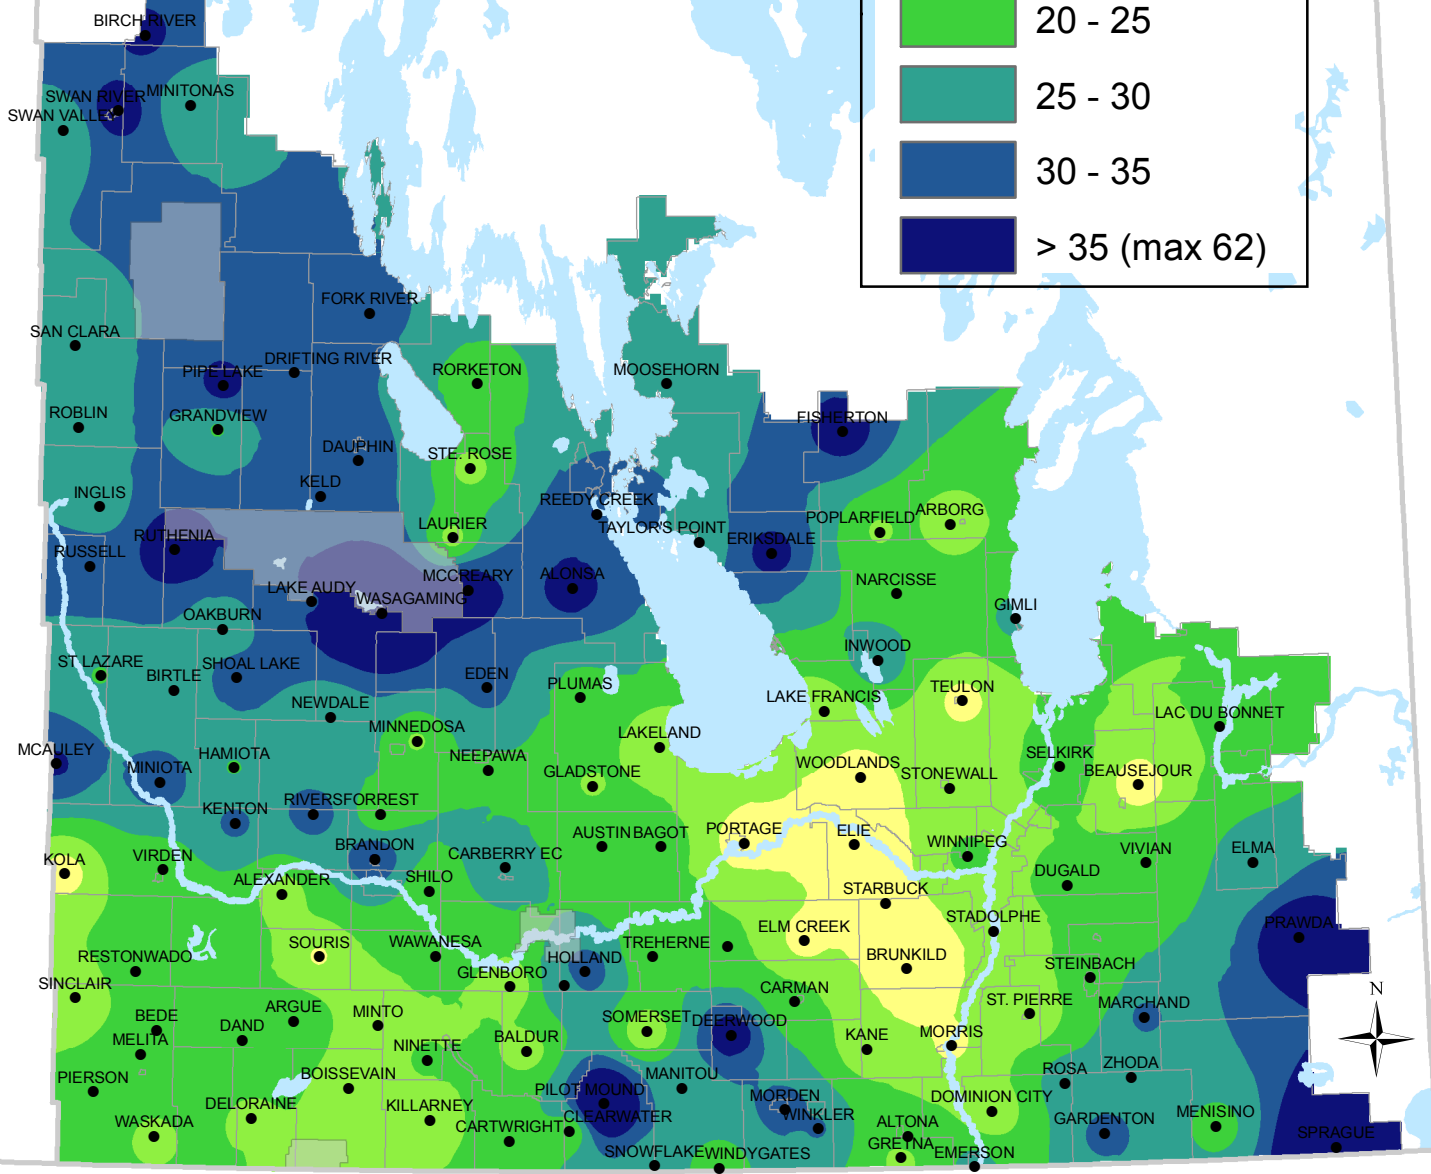 20 - 25
25 - 30
30 - 35
> 35 (max 62)
BIRCH RIVER
SWAN RIVER
MINITONAS
SWAN VALLEY
FORK RIVER
SAN CLARA
DRIFTING RIVER
PIPE LAKE
RORKETON
MOOSEHORN
ROBLIN
GRANDVIEW
FISHERTON
DAUPHIN
STE. ROSE
KELD
INGLIS
REEDY CREEK
LAURIER
TAYLOR'S POINT
POPLARFIELD
ARBORG
RUTHENIA
ERIKSDALE
RUSSELL
MCCREARY
ALONSA
NARCISSE
LAKE AUDY
WASAGAMING
GIMLI
OAKBURN
INWOOD
ST LAZARE
BIRTLE
SHOAL LAKE
EDEN
PLUMAS
TEULON
NEWDALE
LAKE FRANCIS
LAC DU BONNET
MINNEDOSA
LAKELAND
MCAULEY
HAMIOTA
NEEPAWA
SELKIRK
MINIOTA
GLADSTONE
WOODLANDS
STONEWALL
BEAUSEJOUR
KENTON
RIVERS
FORREST
AUSTIN
BAGOT
PORTAGE
ELIE
WINNIPEG
KOLA
VIRDEN
BRANDON
CARBERRY EC
VIVIAN
ELMA
ALEXANDER
SHILO
DUGALD
STARBUCK
STADOLPHE
PRAWDA
SOURIS
WAWANESA
TREHERNE
ELM CREEK
RESTONWADO
HOLLAND
BRUNKILD
STEINBACH
SINCLAIR
GLENBORO
CARMAN
ST. PIERRE
MARCHAND
N
BEDE
ARGUE
MINTO
SOMERSET
DEERWOOD
MELITA
DAND
BALDUR
KANE
MORRIS
NINETTE
PIERSON
BOISSEVAIN
PILOT MOUND
MANITOU
ROSA
ZHODA
DELORAINE
KILLARNEY
MORDEN
DOMINION CITY
WASKADA
CARTWRIGHT
CLEARWATER
WINKLER
ALTONA
GARDENTON
MENISINO
SPRAGUE
SNOWFLAKE
WINDYGATES
GRETNA
EMERSON